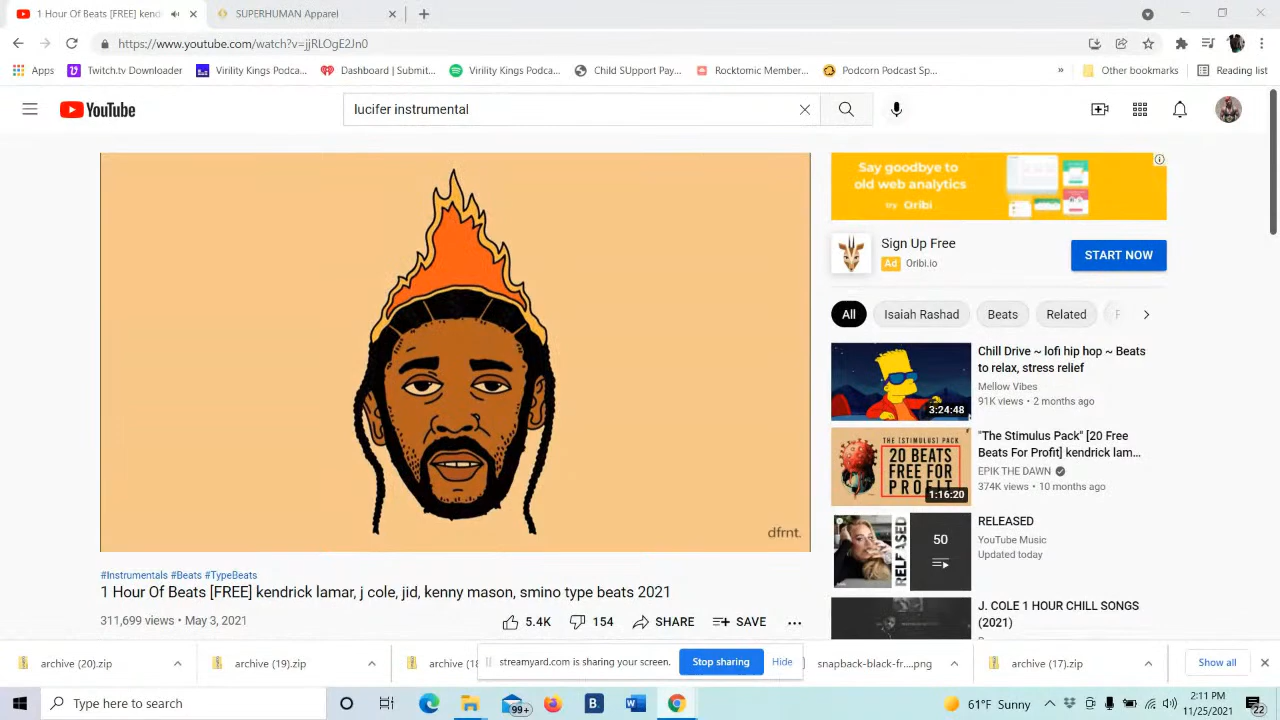 1 Hour Of Beats [FREE] kend
SUPERHUMAN Apparel
https://www.youtube.com/watch?v=jjRLOgE2Jn0
Apps
Twitch.tv Downloader
Virility Kings Podca...
Dashboard | Submit...
Virility Kings Podca...
Child SUpport Pay...
Backtomic Member...
Podcorn Podcast Sp...
»
Other bookmarks
Reading list
YouTube
lucifer instrumental
dfrnt.
#Instrumentals #Beats #TypeBeats
1 Hour Of Beats [FREE] kendrick lamar, j cole, jid, kenny mason, smino type beats 2021
311,699 views • May 3, 2021
5.4K
154
SHARE
SAVE
Say goodbye to
old web analytics
by Oribi
Sign Up Free
Ad Oribi.io
START NOW
All
Isaiah Rashad
Beats
Related
Chill Drive ~ lofi hip hop ~ Beats
to relax, stress relief
Mellow Vibes
91K views • 2 months ago
3:24:48
THE [STIMULUS] PACK
20 BEATS
FREE FOR
PROFIT
1:16:20
"The Stimulus Pack" [20 Free
Beats For Profit] kendrick lam...
EPIK THE DAWN
374K views • 10 months ago
RELEASED
50
RELEASED
YouTube Music
Updated today
J. COLE 1 HOUR CHILL SONGS
(2021)
archive (20).zip
archive (19).zip
archive (1
streamyard.com is sharing your screen.
Stop sharing
Hide
snapback-black-fr....png
archive (17).zip
Show all
Type here to search
99+
B
W
61°F Sunny
2:11 PM
11/25/2021
22